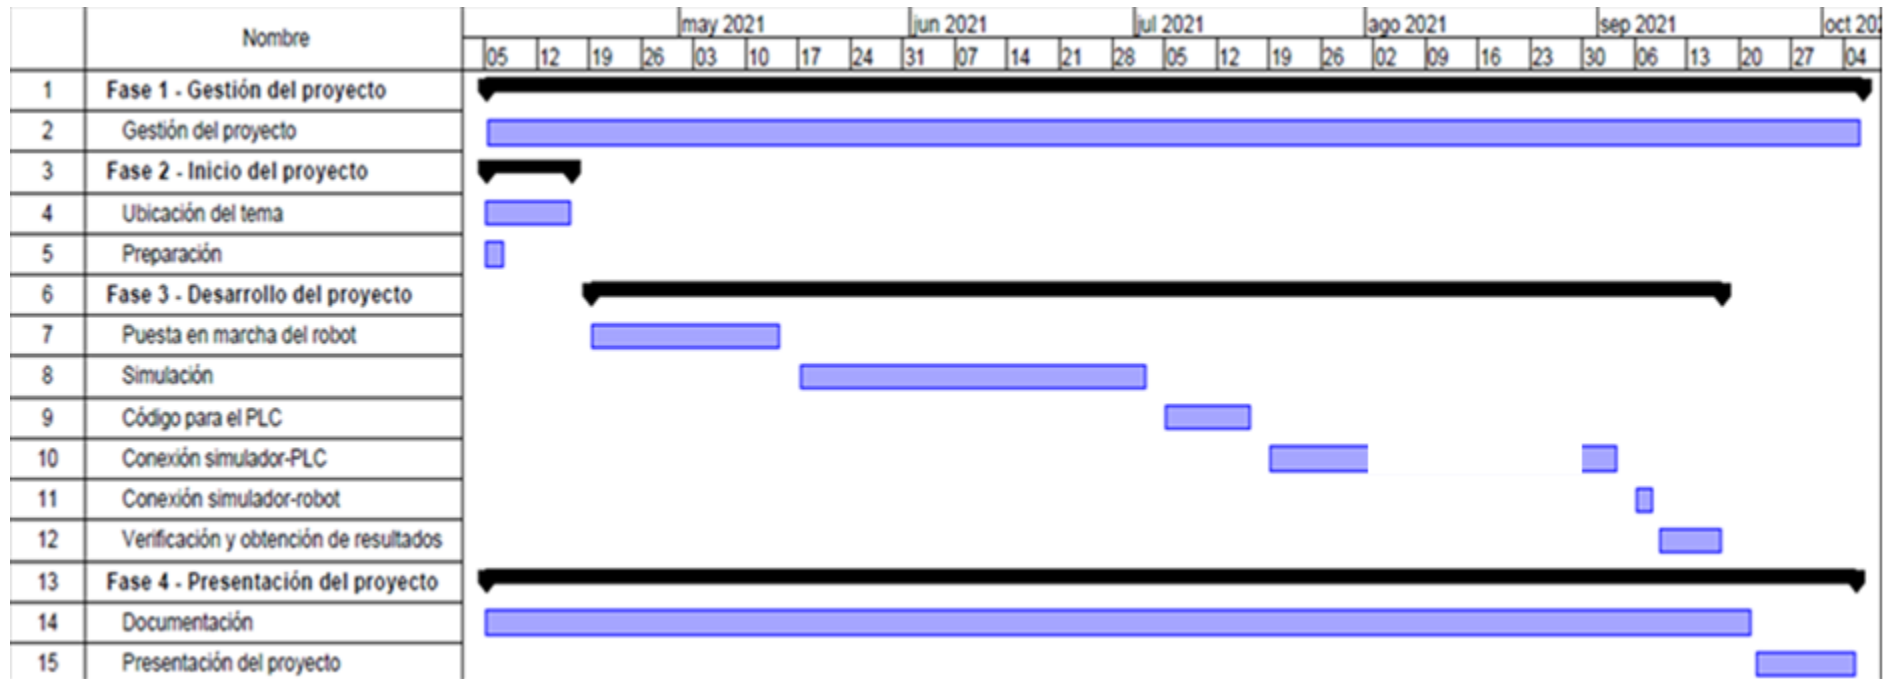 Nombre
may 2021 jun 2021 jul 2021 ago 2021 sep 2021 oct 202
05 12 19 26 03 10 17 24 31 07 14 21 28 05 12 19 26 02 09 16 23 30 06 13 20 27 04
1 Fase 1 - Gestión del proyecto
2 Gestión del proyecto
3 Fase 2 - Inicio del proyecto
4 Ubicación del tema
5 Preparación
6 Fase 3 - Desarrollo del proyecto
7 Puesta en marcha del robot
8 Simulación
9 Código para el PLC
10 Conexión simulador-PLC
11 Conexión simulador-robot
12 Verificación y obtención de resultados
13 Fase 4 - Presentación del proyecto
14 Documentación
15 Presentación del proyecto